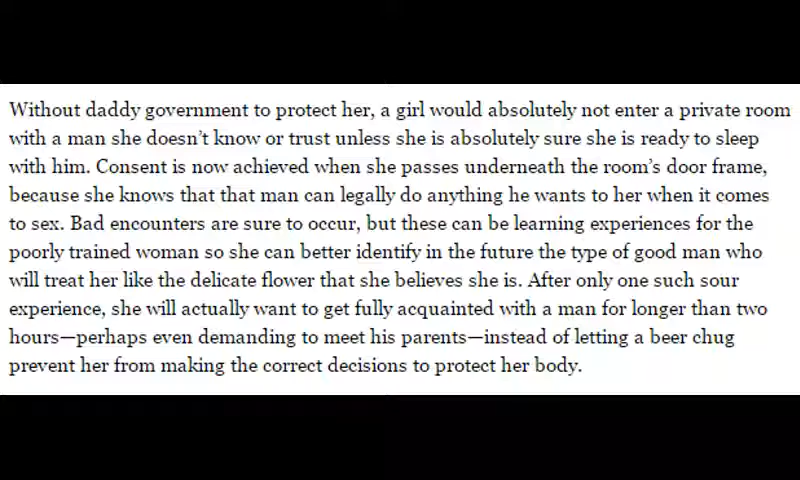 Without daddy government to protect her, a girl would absolutely not enter a private room
with a man she doesn't know or trust unless she is absolutely sure she is ready to sleep
with him. Consent is now achieved when she passes underneath the room's door frame,
because she knows that that man can legally do anything he wants to her when it comes
to sex. Bad encounters are sure to occur, but these can be learning experiences for the
poorly trained woman so she can better identify in the future the type of good man who
will treat her like the delicate flower that she believes she is. After only one such sour
experience, she will actually want to get fully acquainted with a man for longer than two
hours—perhaps even demanding to meet his parents—instead of letting a beer chug
prevent her from making the correct decisions to protect her body.